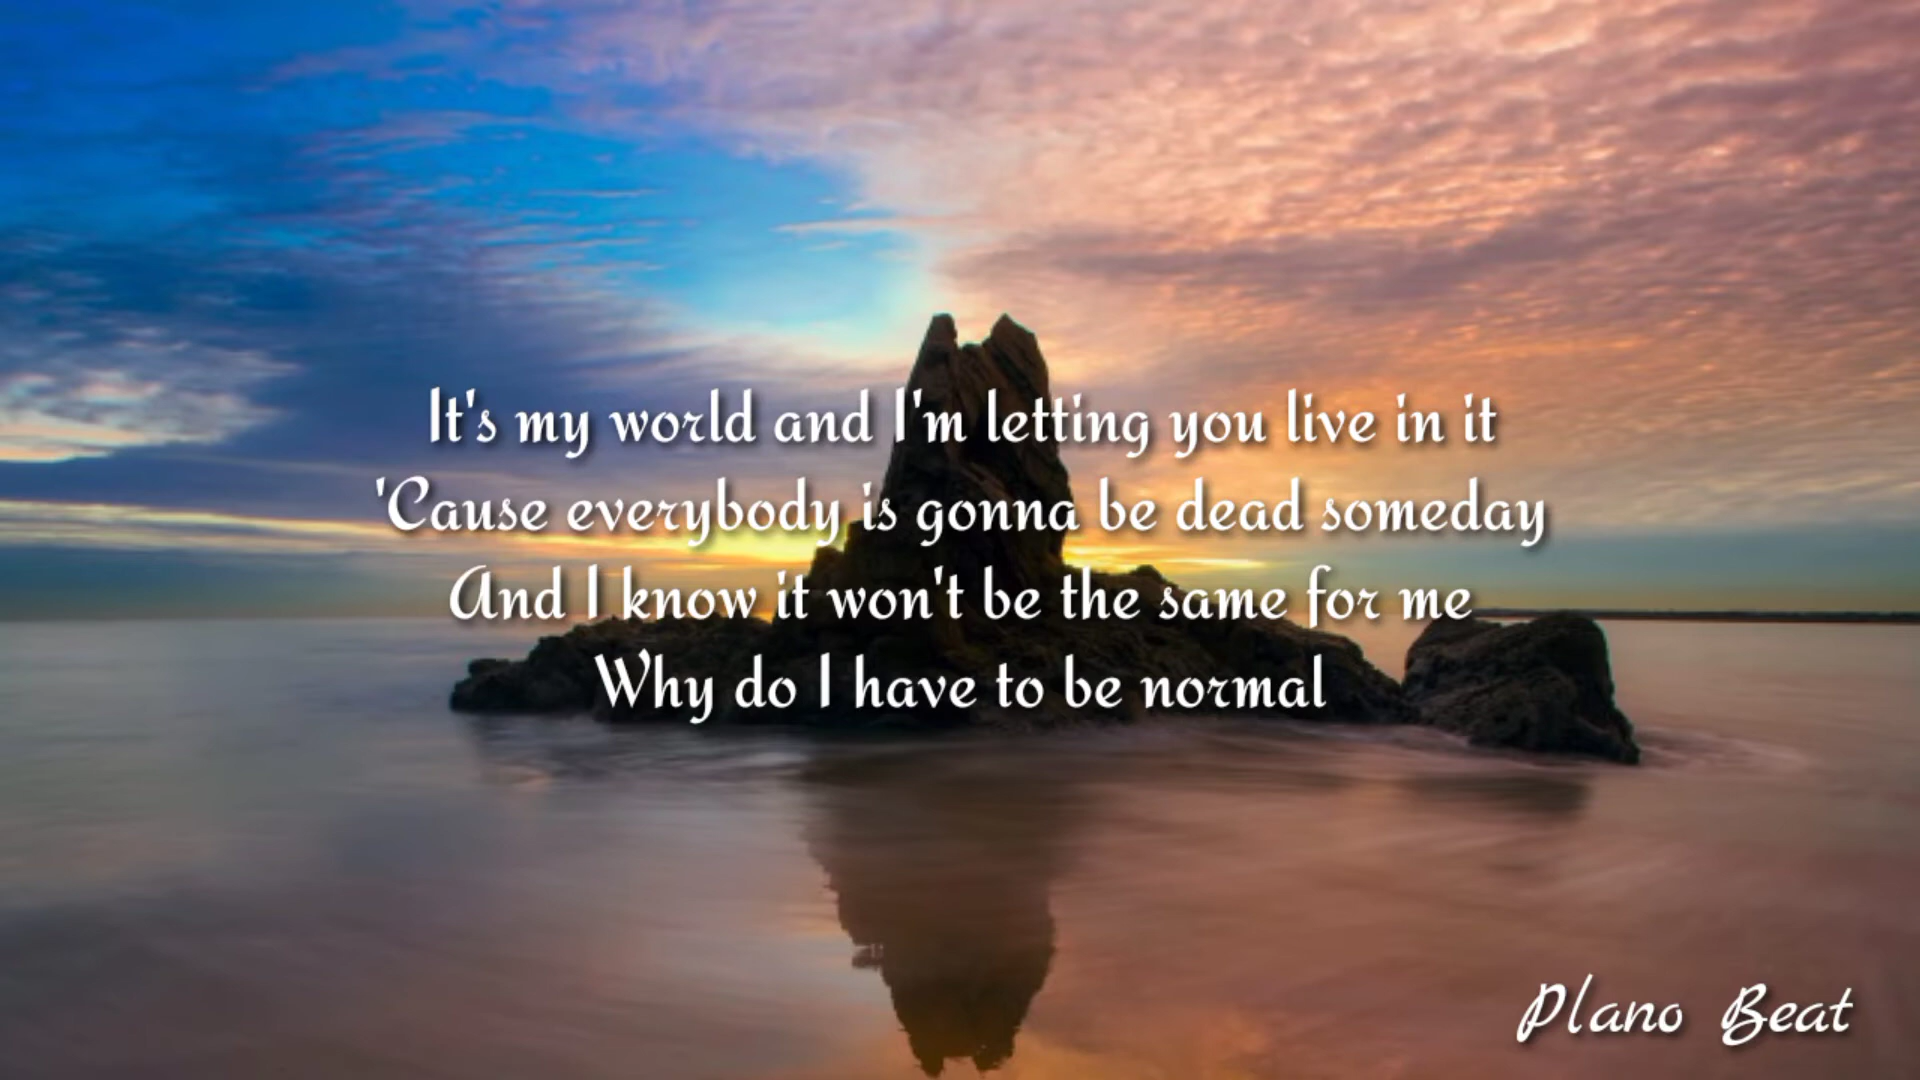 It's my world and I'm letting you live in it
'Cause everybody is gonna be dead someday
And I know it won't be the same for me
Why do I have to be normal
Plano Beat